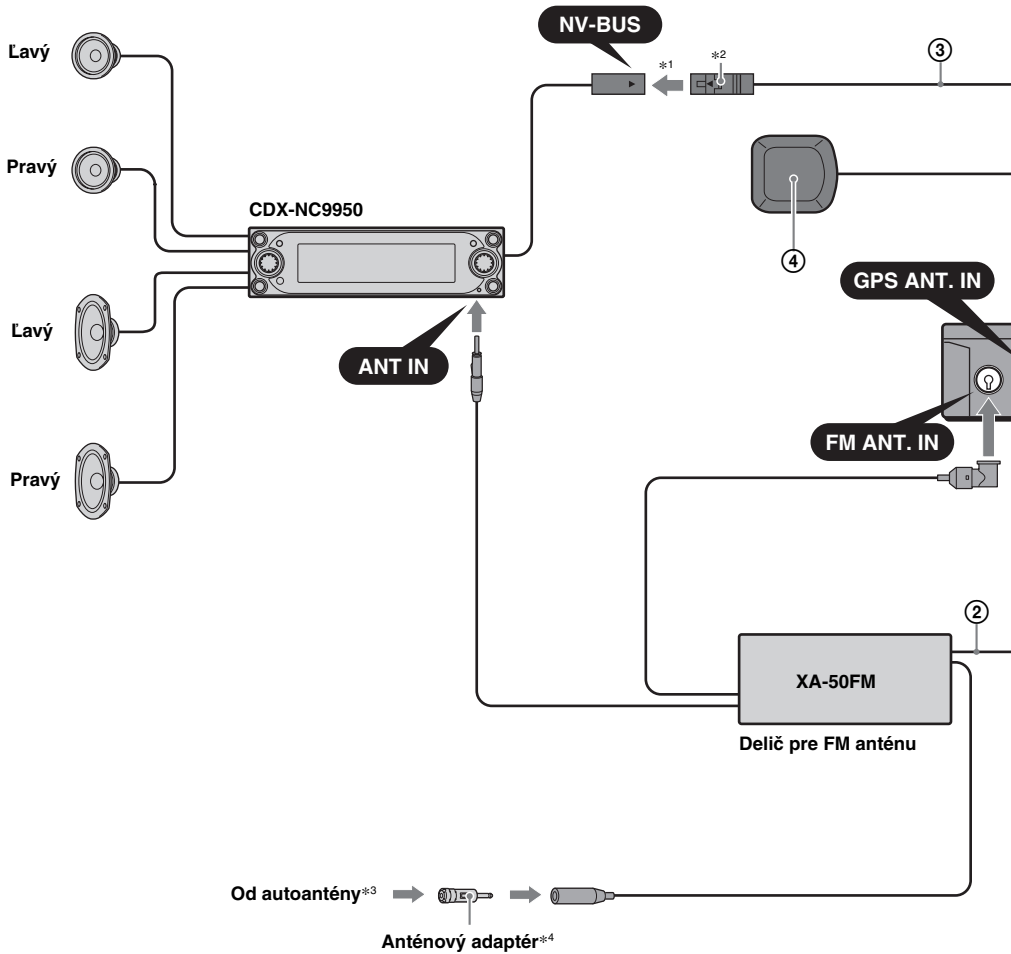 NV-BUS
Ľavý
*1
*2
③
Pravý
CDX-NC9950
④
GPS ANT. IN
Ľavý
ANT IN
FM ANT. IN
Pravý
②
XA-50FM
Delič pre FM anténu
Od autoantény*3
Anténový adaptér*4